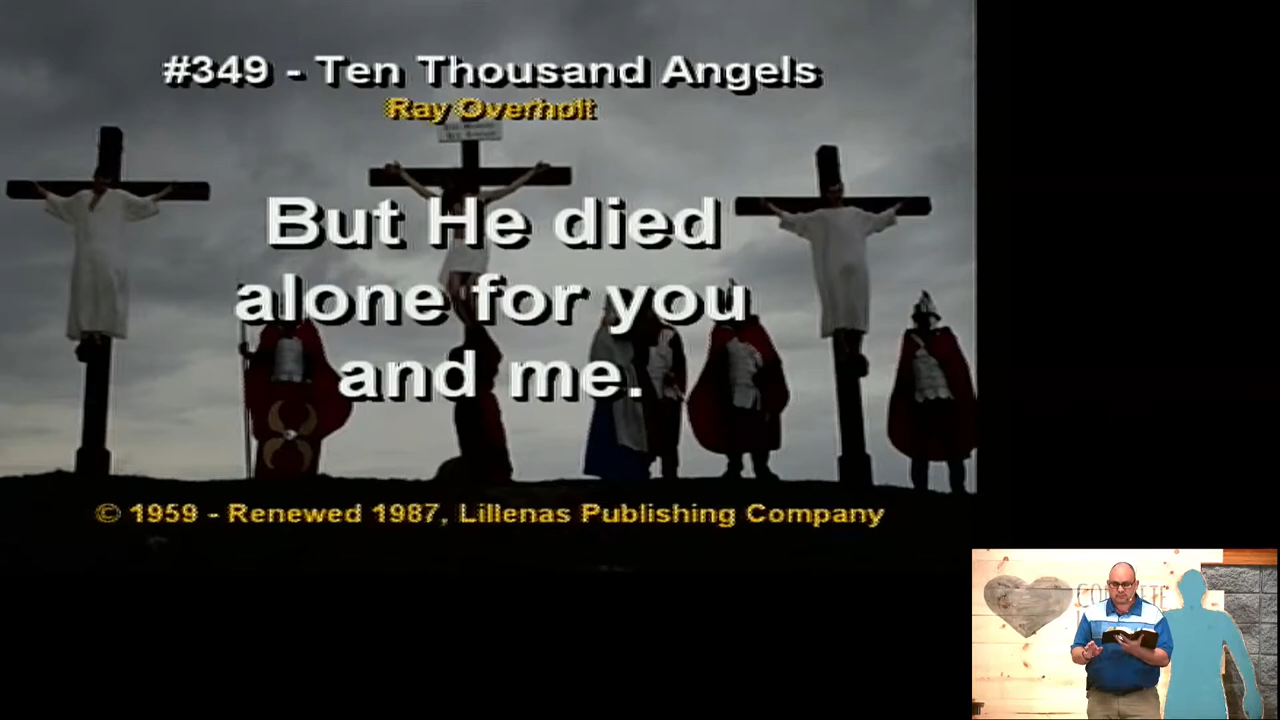 #349 - Ten Thousand Angels
Ray Overholt
But He died
alone for you
and me.
© 1959 - Renewed 1987, Lillenas Publishing Company